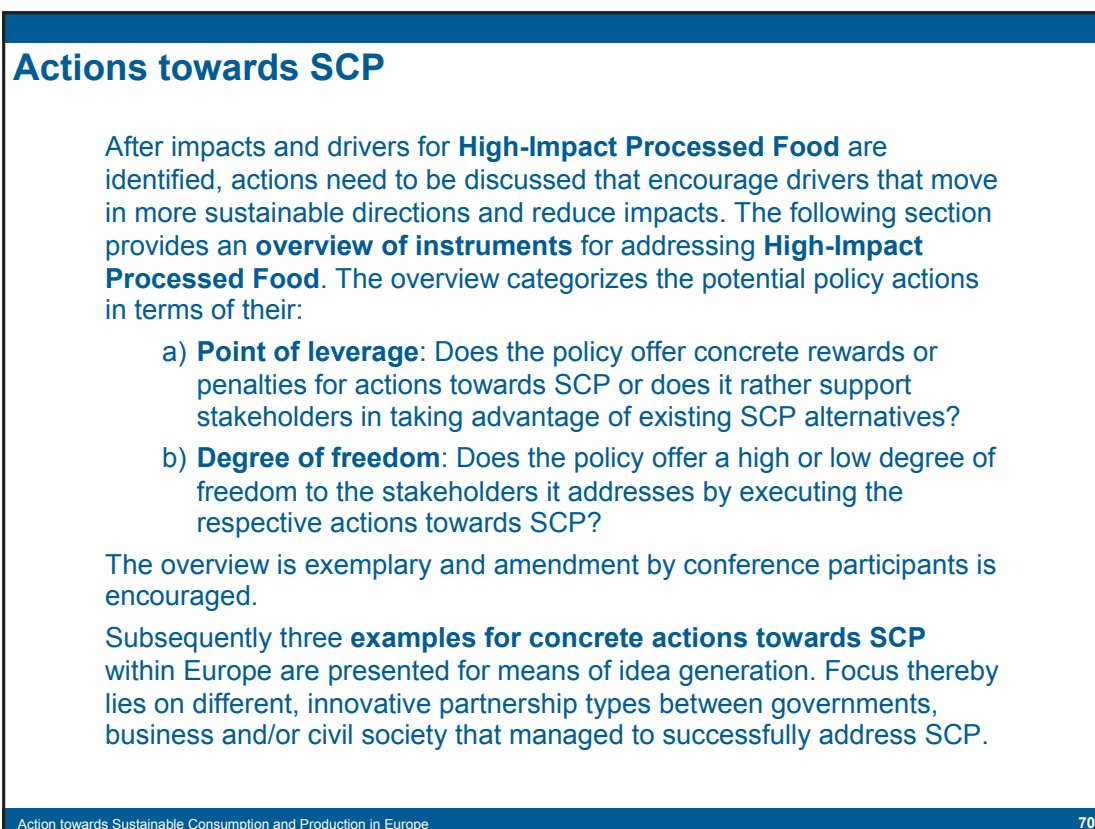 Actions towards SCP
After impacts and drivers for High-Impact Processed Food are
identified, actions need to be discussed that encourage drivers that move
in more sustainable directions and reduce impacts. The following section
provides an overview of instruments for addressing High-Impact
Processed Food. The overview categorizes the potential policy actions
in terms of their:
a) Point of leverage: Does the policy offer concrete rewards or
penalties for actions towards SCP or does it rather support
stakeholders in taking advantage of existing SCP alternatives?
b) Degree of freedom: Does the policy offer a high or low degree of
freedom to the stakeholders it addresses by executing the
respective actions towards SCP?
The overview is exemplary and amendment by conference participants is
encouraged.
Subsequently three examples for concrete actions towards SCP
within Europe are presented for means of idea generation. Focus thereby
lies on different, innovative partnership types between governments,
business and/or civil society that managed to successfully address SCP.
Action towards Sustainable Consumption and Production in Europe
70